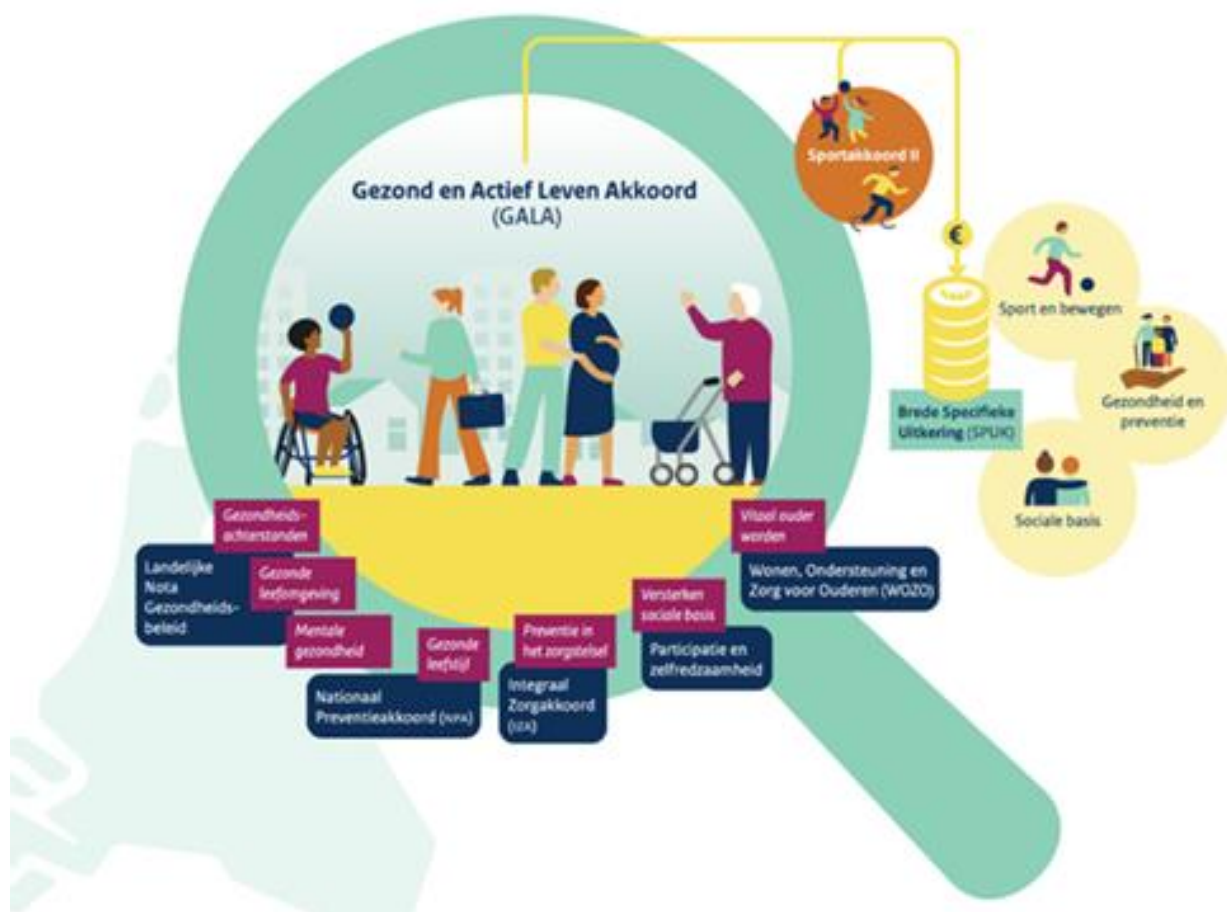 Gezond en Actief Leven Akkoord
(GALA)
Sportakkoord II
€
Sport en bewegen
Gezondheid en
preventie
Sociale basis
Brede Specifieke
Uitkering (SPUK)
Gezondheids-
achterstanden
Landelijke
Nota
Gezondheids-
beleid
Gezonde
leefomgeving
Mentale
gezondheid
Gezonde
leefstijl
Nationaal
Preventieakkoord (NPA)
Preventie in
het zorgstelsel
Integraal
Zorgakkoord
(IZA)
Versterken
sociale basis
Participatie en
zelfredzaamheid
Vitaal ouder
worden
Wonen, Ondersteuning en
Zorg voor Ouderen (WOZO)